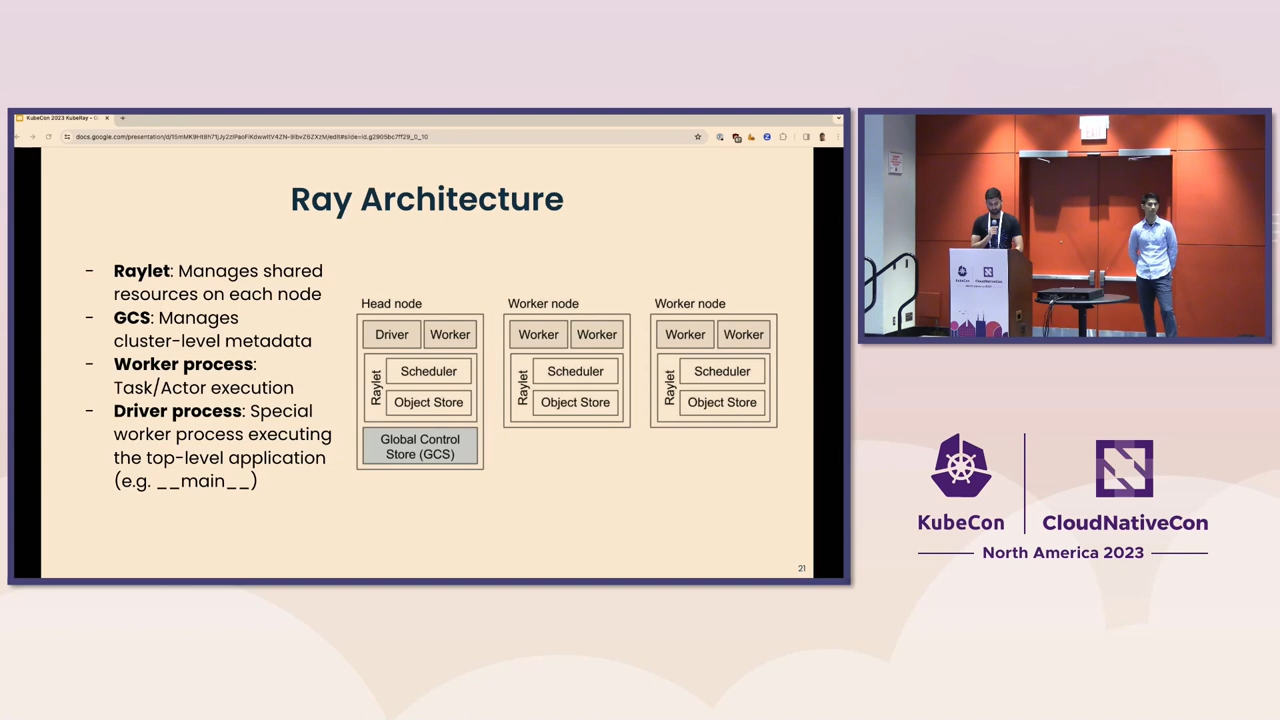 KubeCon 2023 KubeRay - G
Ray Architecture
- Raylet: Manages shared
resources on each node
- GCS: Manages
cluster-level metadata
- Worker process:
Task/Actor execution
- Driver process: Special
worker process executing
the top-level application
(e.g. __main__)
Head node
Driver
Worker
Raylet
Scheduler
Object Store
Global Control
Store (GCS)
Worker node
Worker
Worker
Raylet
Scheduler
Object Store
Worker node
Worker
Worker
Raylet
Scheduler
Object Store
21
KubeCon
CloudNativeCon
North America 2023